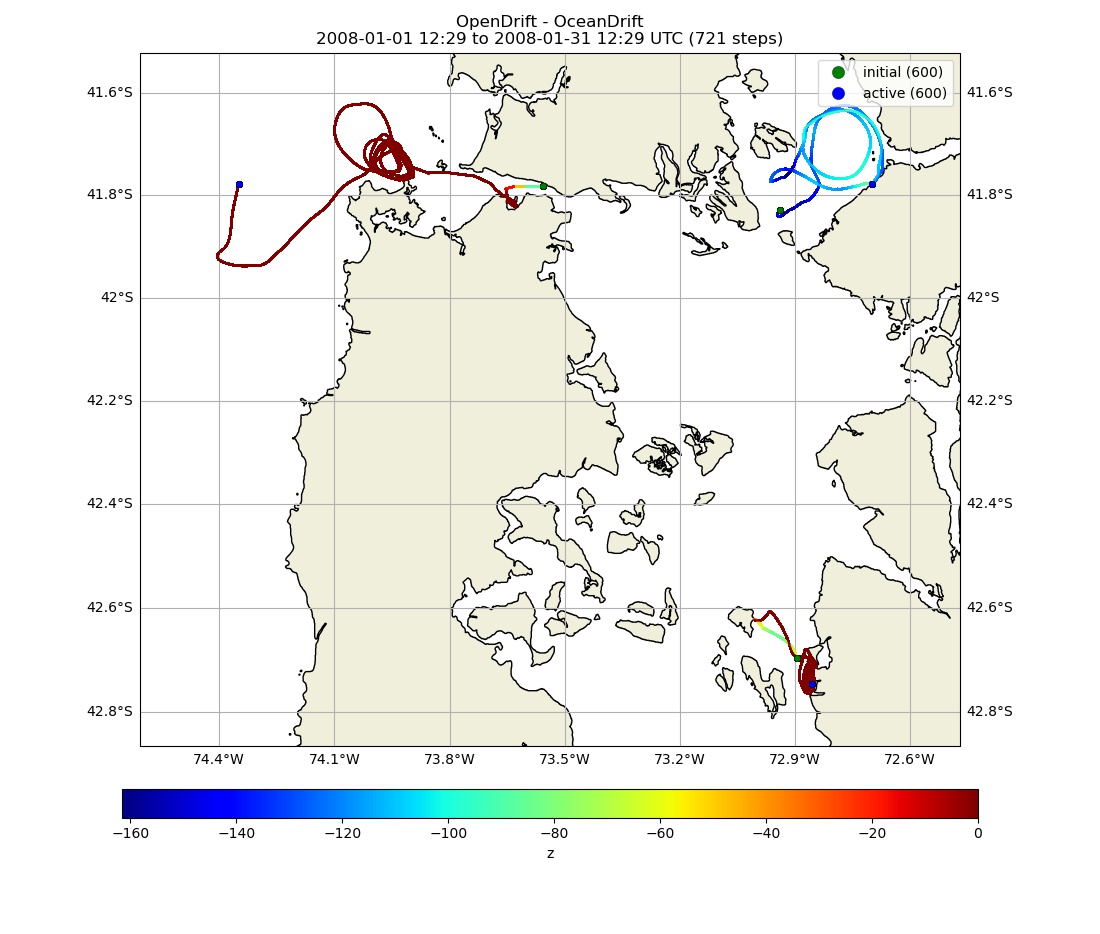 OpenDrift - OceanDrift
2008-01-01 12:29 to 2008-01-31 12:29 UTC (721 steps)
initial (600)
active (600)
41.6°S 41.6°S
41.8°S 41.8°S
42°S 42°S
42.2°S 42.2°S
42.4°S 42.4°S
42.6°S 42.6°S
42.8°S 42.8°S
74.4°W 74.1°W 73.8°W 73.5°W 73.2°W 72.9°W 72.6°W
−160 −140 −120 −100 −80 −60 −40 −20 0
z